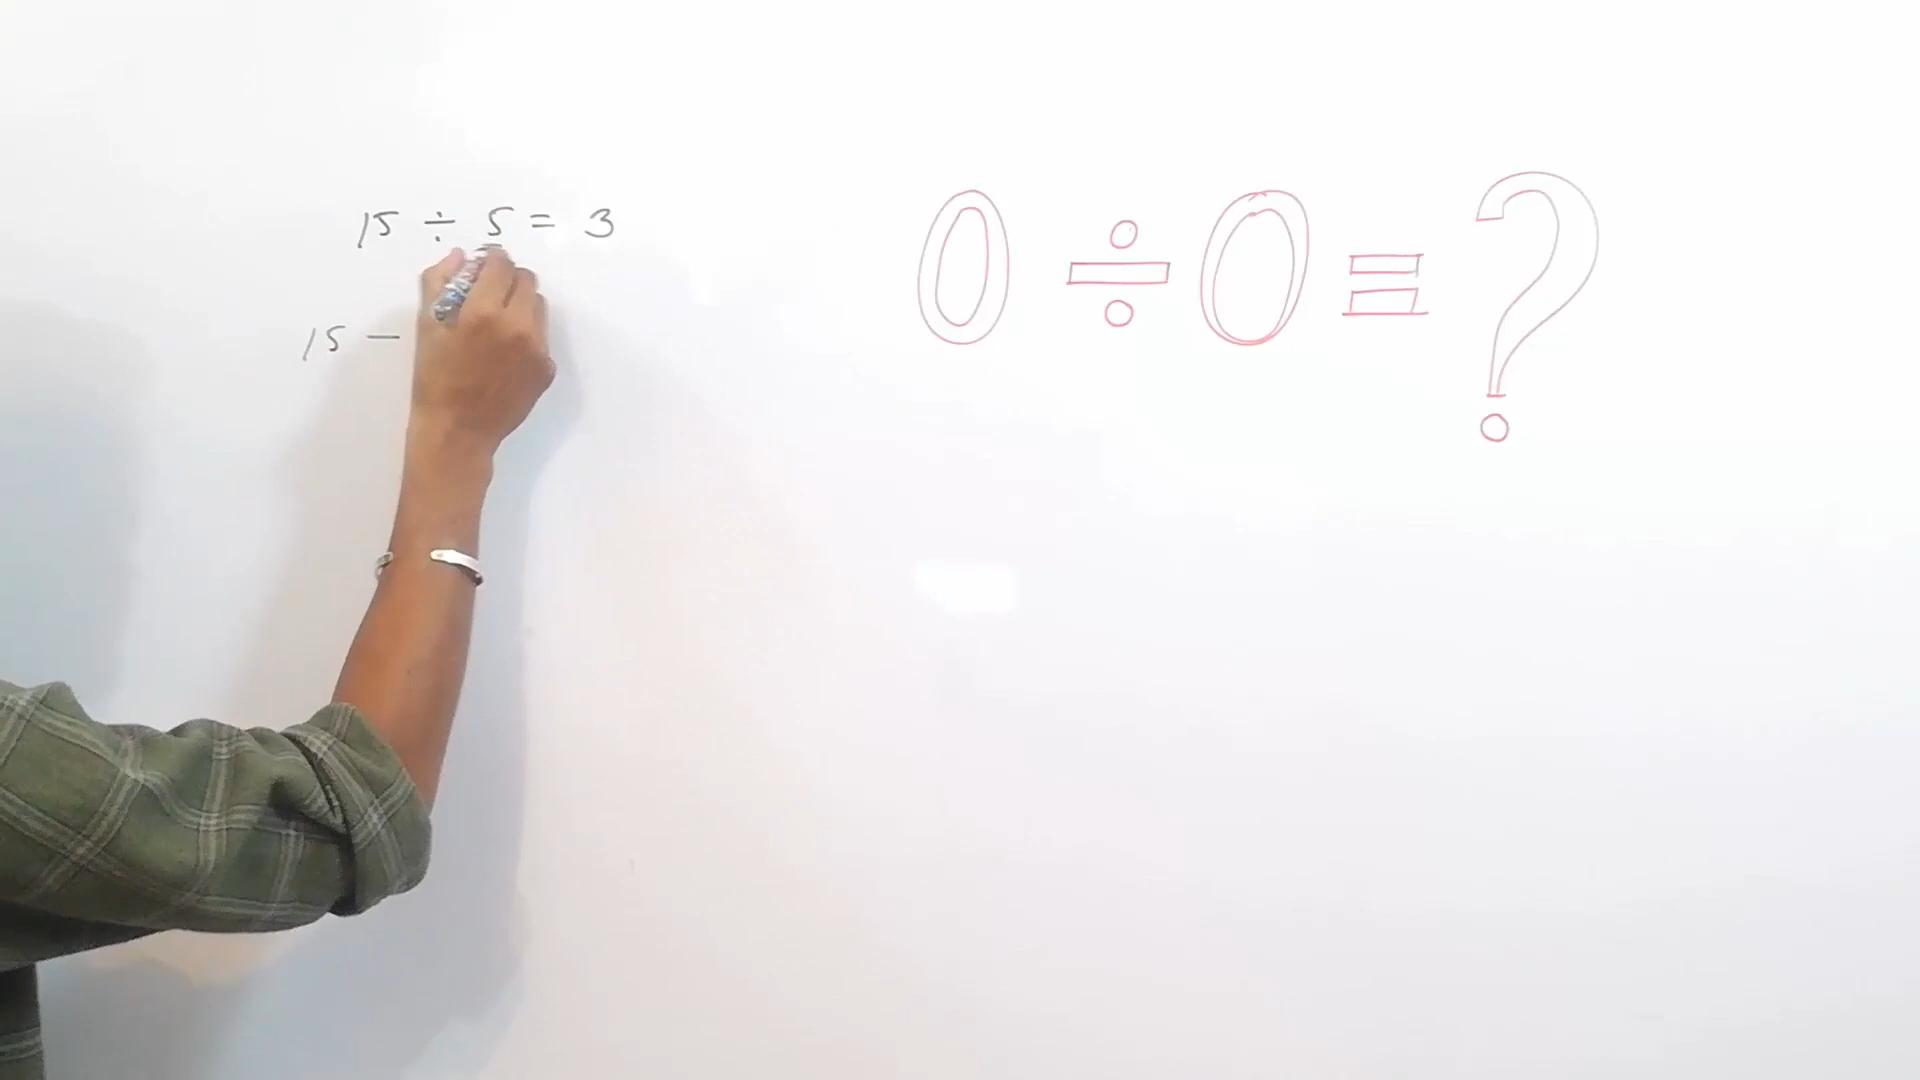 15 ÷ 5 = 3
15 —
0 ÷ 0 = ?